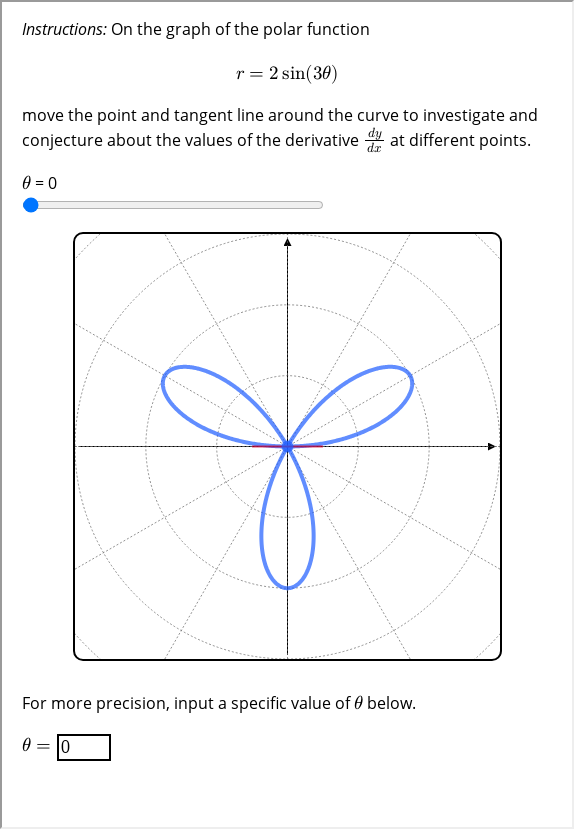 Instructions: On the graph of the polar function
r = 2 sin(3θ)
move the point and tangent line around the curve to investigate and
conjecture about the values of the derivative dy/dx at different points.
θ = 0
For more precision, input a specific value of θ below.
θ = 0